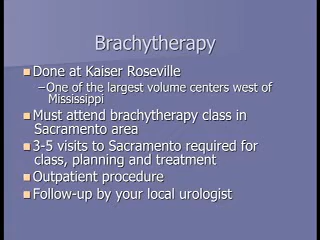 Brachytherapy
Done at Kaiser Roseville
–One of the largest volume centers west of
Mississippi
Must attend brachytherapy class in
Sacramento area
3-5 visits to Sacramento required for
class, planning and treatment
Outpatient procedure
Follow-up by your local urologist